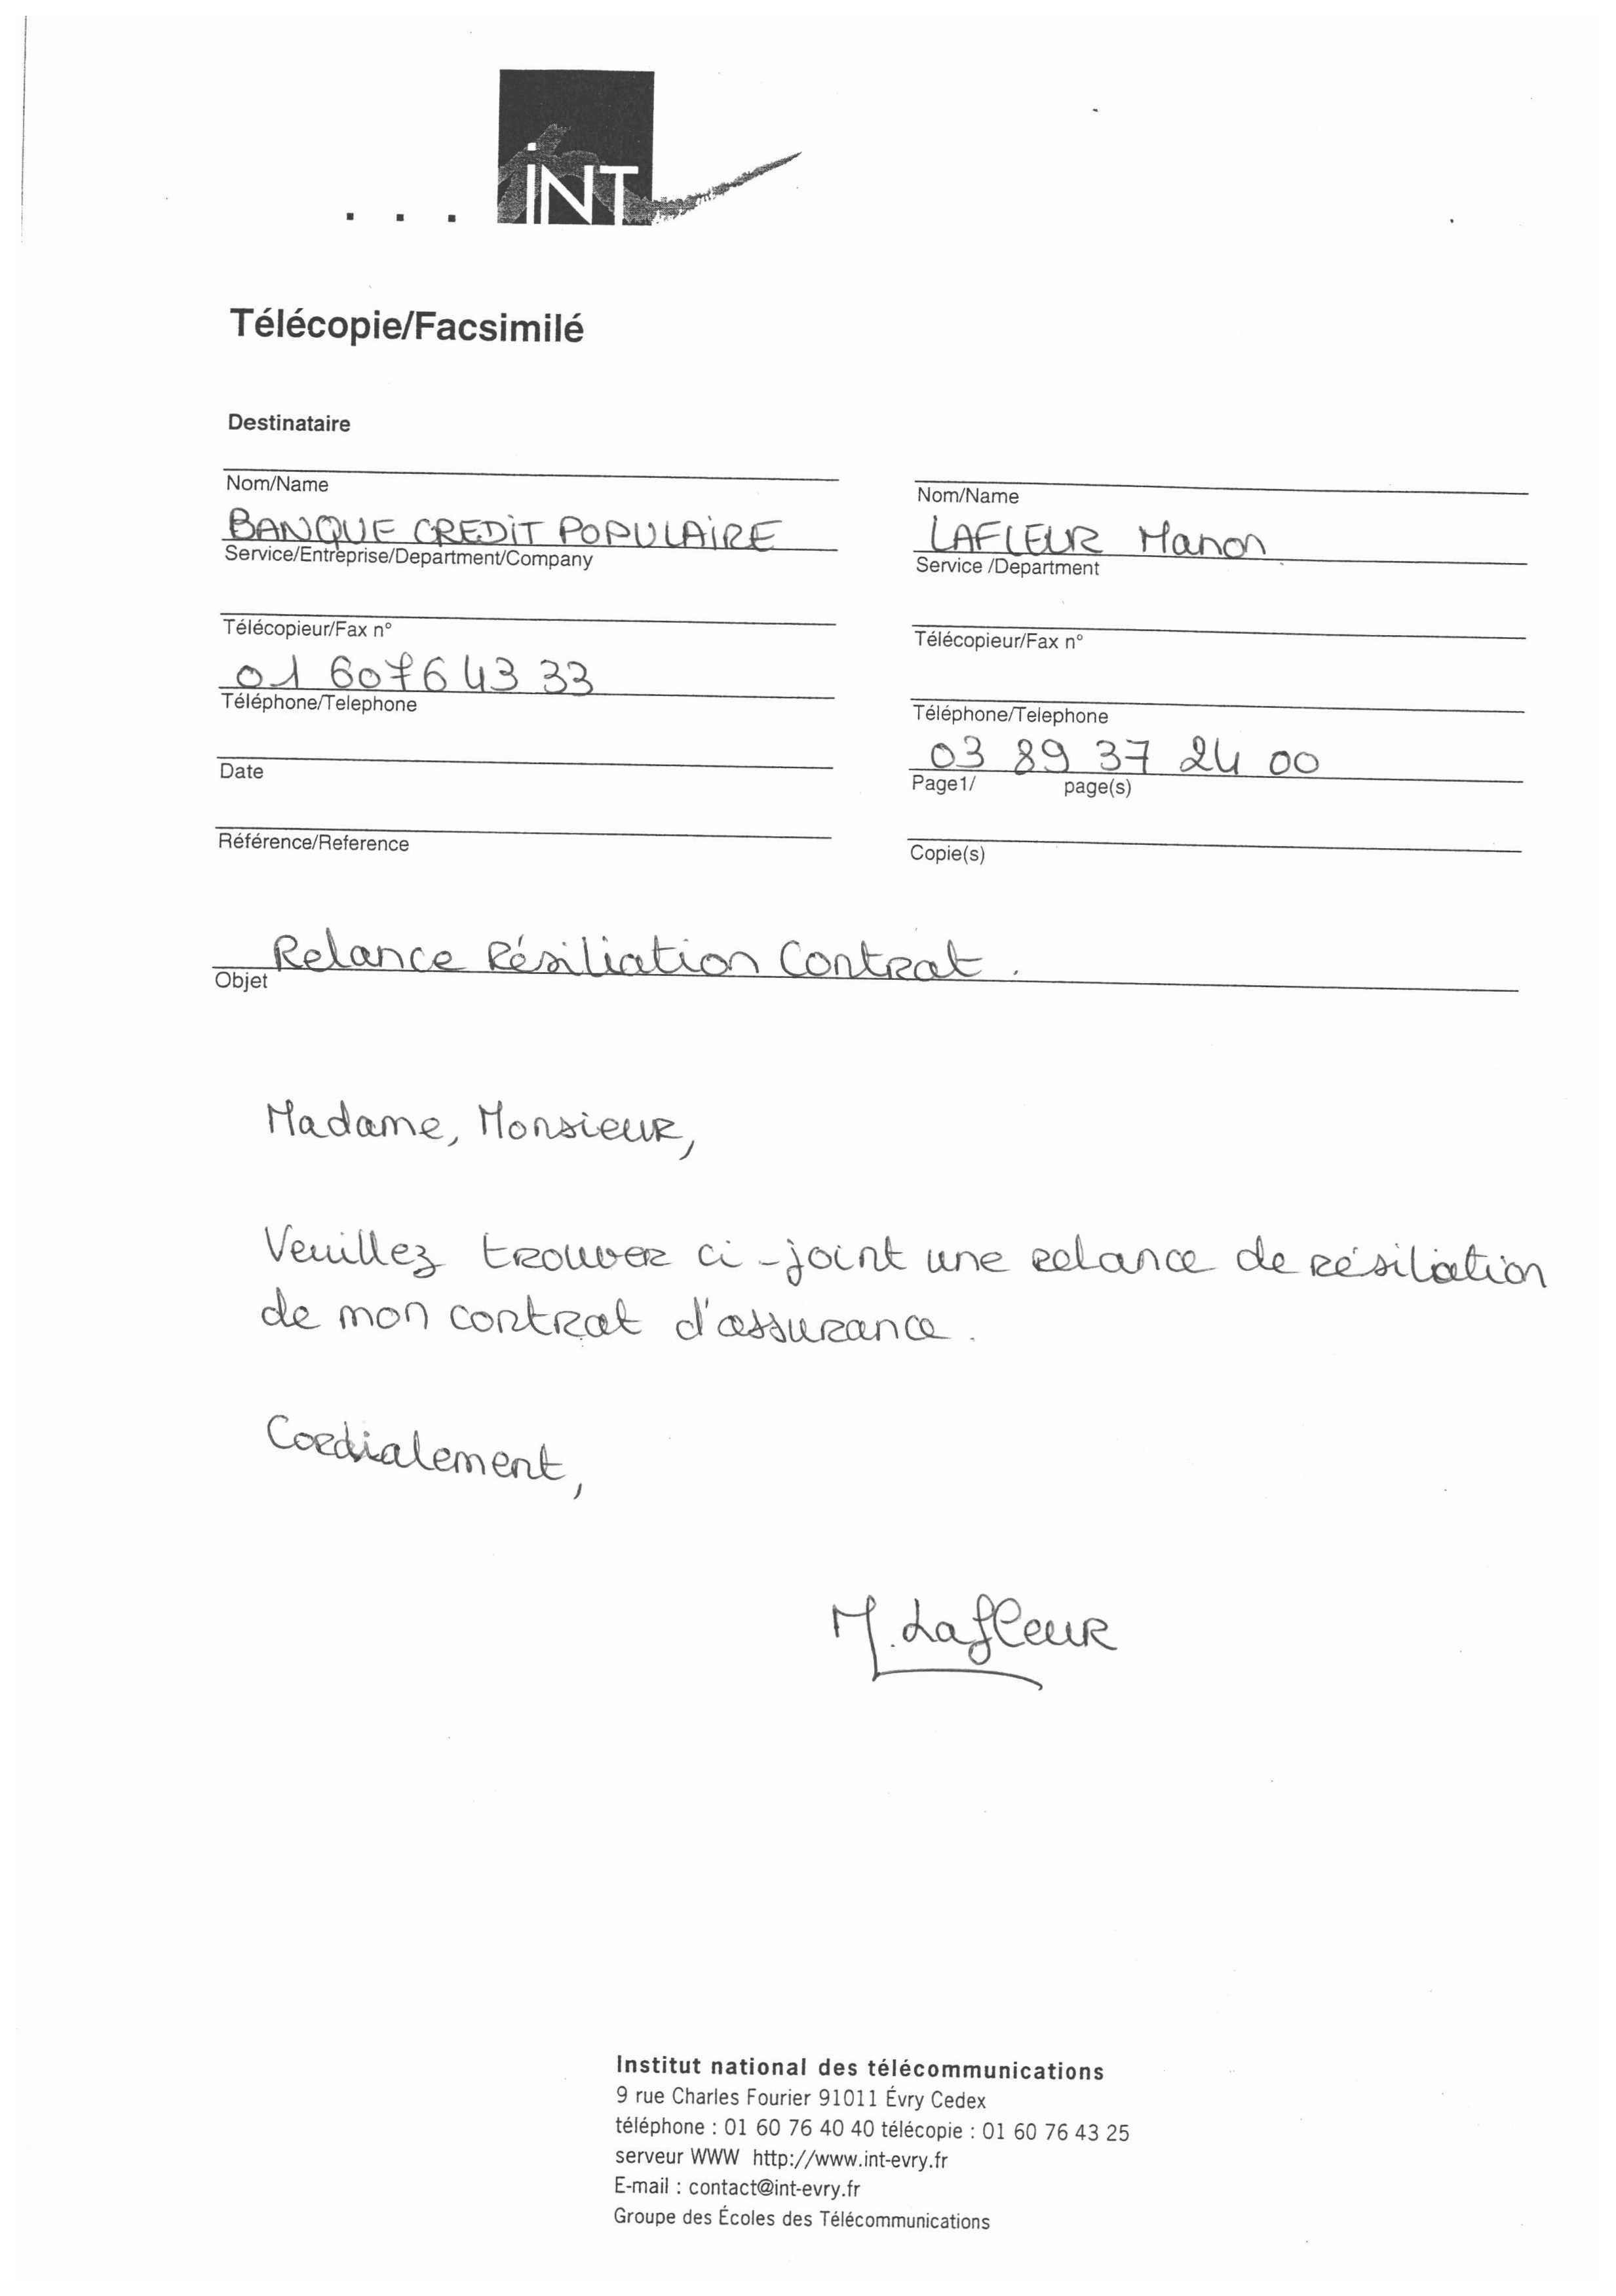 ... iNT
Télécopie/Facsimilé
Destinataire
Nom/Name
BANQUE CREDIT POPULAIRE
Service/Entreprise/Department/Company
Télécopieur/Fax n°
01 6076 43 33
Téléphone/Telephone
Date
Référence/Reference
Nom/Name
LAFLEUR Manon
Service /Department
Télécopieur/Fax n°
Téléphone/Telephone
03 89 37 24 00
Page1/ page(s)
Copie(s)
Relance Résiliation Contrat.
Objet
Madame, Monsieur,
Veuillez trouver ci-joint une relance de résiliation
de mon contrat d'assurance.
Cordialement,
M. Lafleur
Institut national des télécommunications
9 rue Charles Fourier 91011 Évry Cedex
téléphone : 01 60 76 40 40 télécopie : 01 60 76 43 25
serveur WWW http://www.int-evry.fr
E-mail : contact@int-evry.fr
Groupe des Écoles des Télécommunications